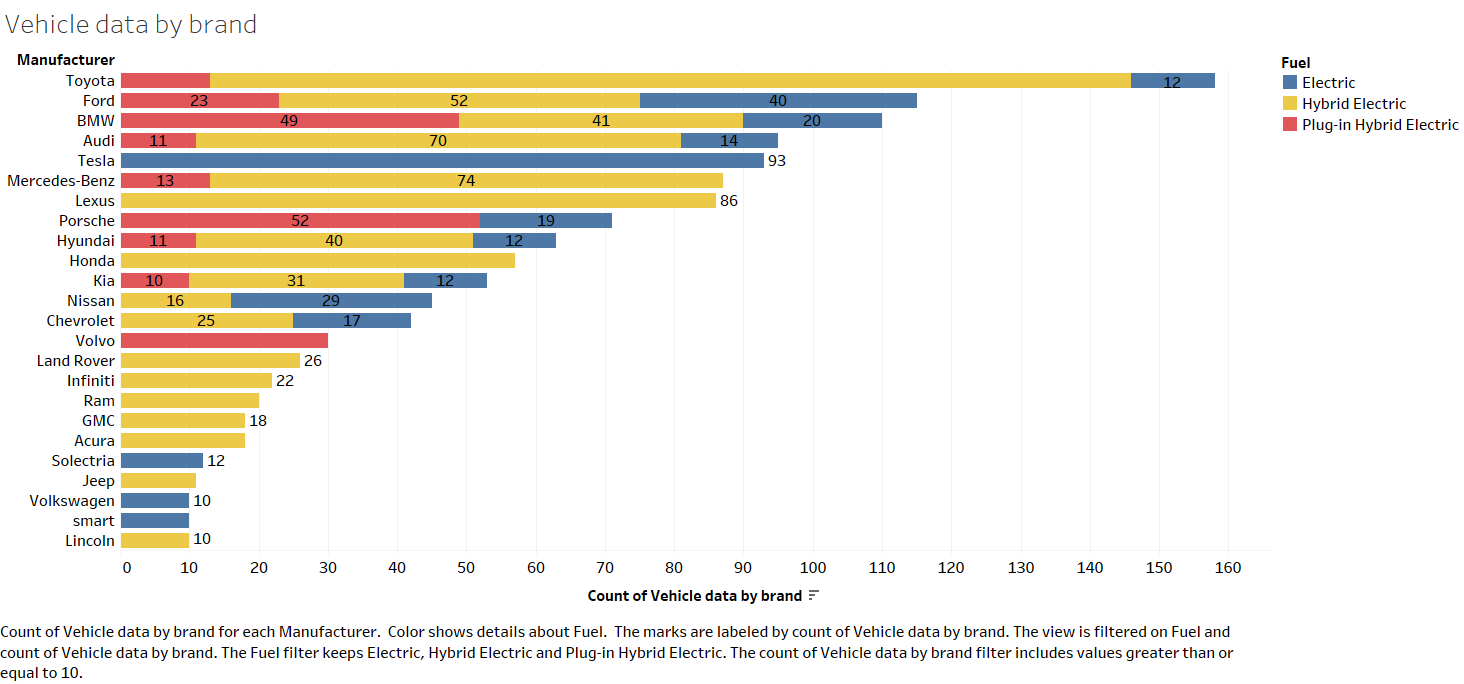 Vehicle data by brand
Manufacturer
Fuel
Toyota 12
Electric
Ford 23 52 40
Hybrid Electric
BMW 49 41 20
Plug-in Hybrid Electric
Audi 11 70 14
Tesla 93
Mercedes-Benz 13 74
Lexus 86
Porsche 52 19
Hyundai 11 40 12
Honda
Kia 10 31 12
Nissan 16 29
Chevrolet 25 17
Volvo
Land Rover 26
Infiniti 22
Ram
GMC 18
Acura
Solectria 12
Jeep
Volkswagen 10
smart
Lincoln 10
0 10 20 30 40 50 60 70 80 90 100 110 120 130 140 150 160
Count of Vehicle data by brand
Count of Vehicle data by brand for each Manufacturer. Color shows details about Fuel. The marks are labeled by count of Vehicle data by brand. The view is filtered on Fuel and
count of Vehicle data by brand. The Fuel filter keeps Electric, Hybrid Electric and Plug-in Hybrid Electric. The count of Vehicle data by brand filter includes values greater than or
equal to 10.